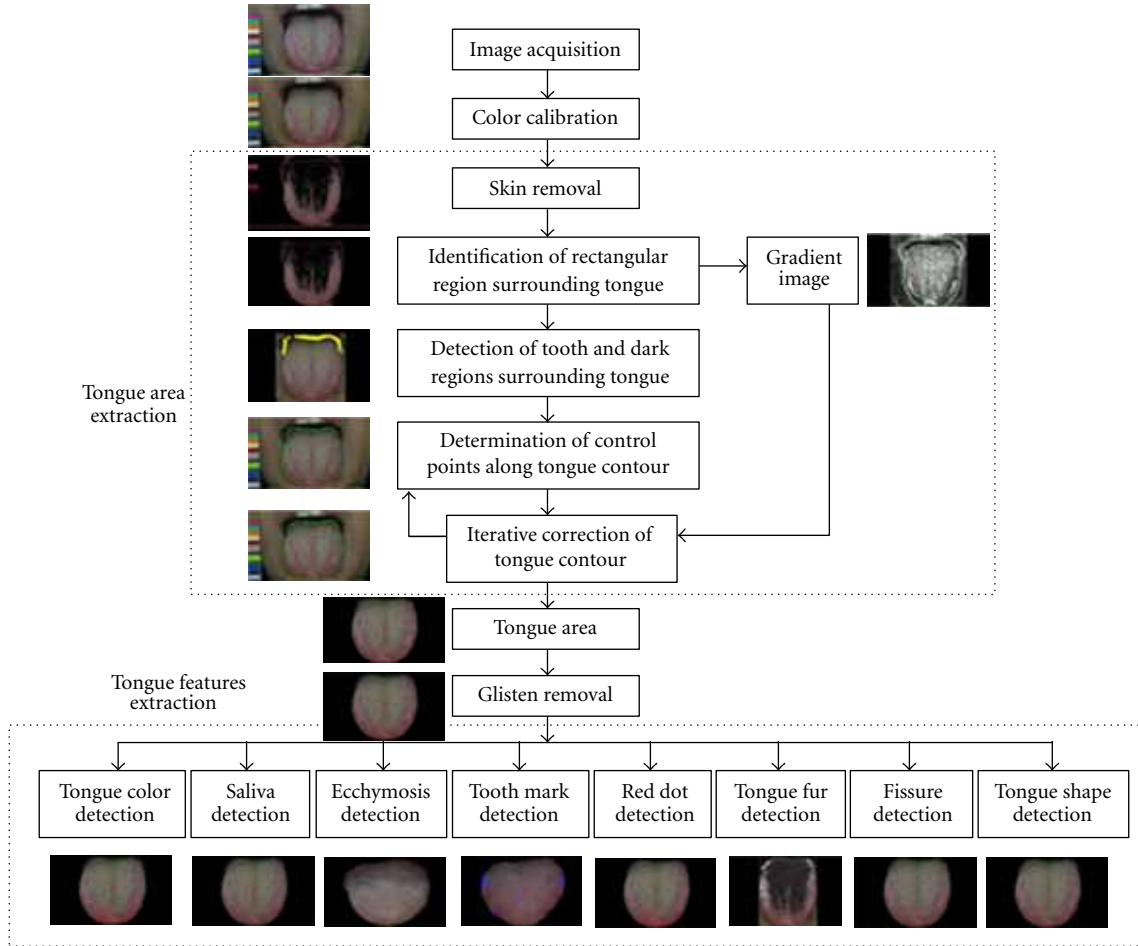 Image acquisition
Color calibration
Skin removal
Identification of rectangular
region surrounding tongue
Gradient
image
Detection of tooth and dark
regions surrounding tongue
Tongue area
extraction
Determination of control
points along tongue contour
Iterative correction of
tongue contour
Tongue area
Glisten removal
Tongue features
extraction
Tongue color
detection
Saliva
detection
Ecchymosis
detection
Tooth mark
detection
Red dot
detection
Tongue fur
detection
Fissure
detection
Tongue shape
detection